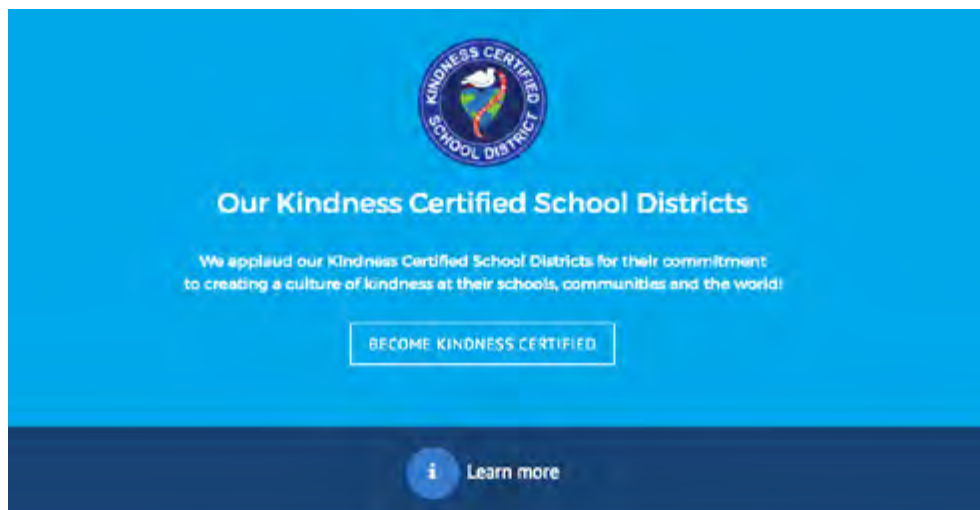 KINDNESS CERTIFIED
SCHOOL DISTRICT
Our Kindness Certified School Districts
We applaud our Kindness Certified School Districts for their commitment
to creating a culture of kindness at their schools, communities and the world!
BECOME KINDNESS CERTIFIED
i
Learn more